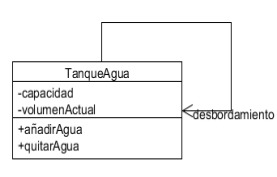 TanqueAgua
-capacidad
-volumenActual
desbordamiento
+añadirAgua
+quitarAgua